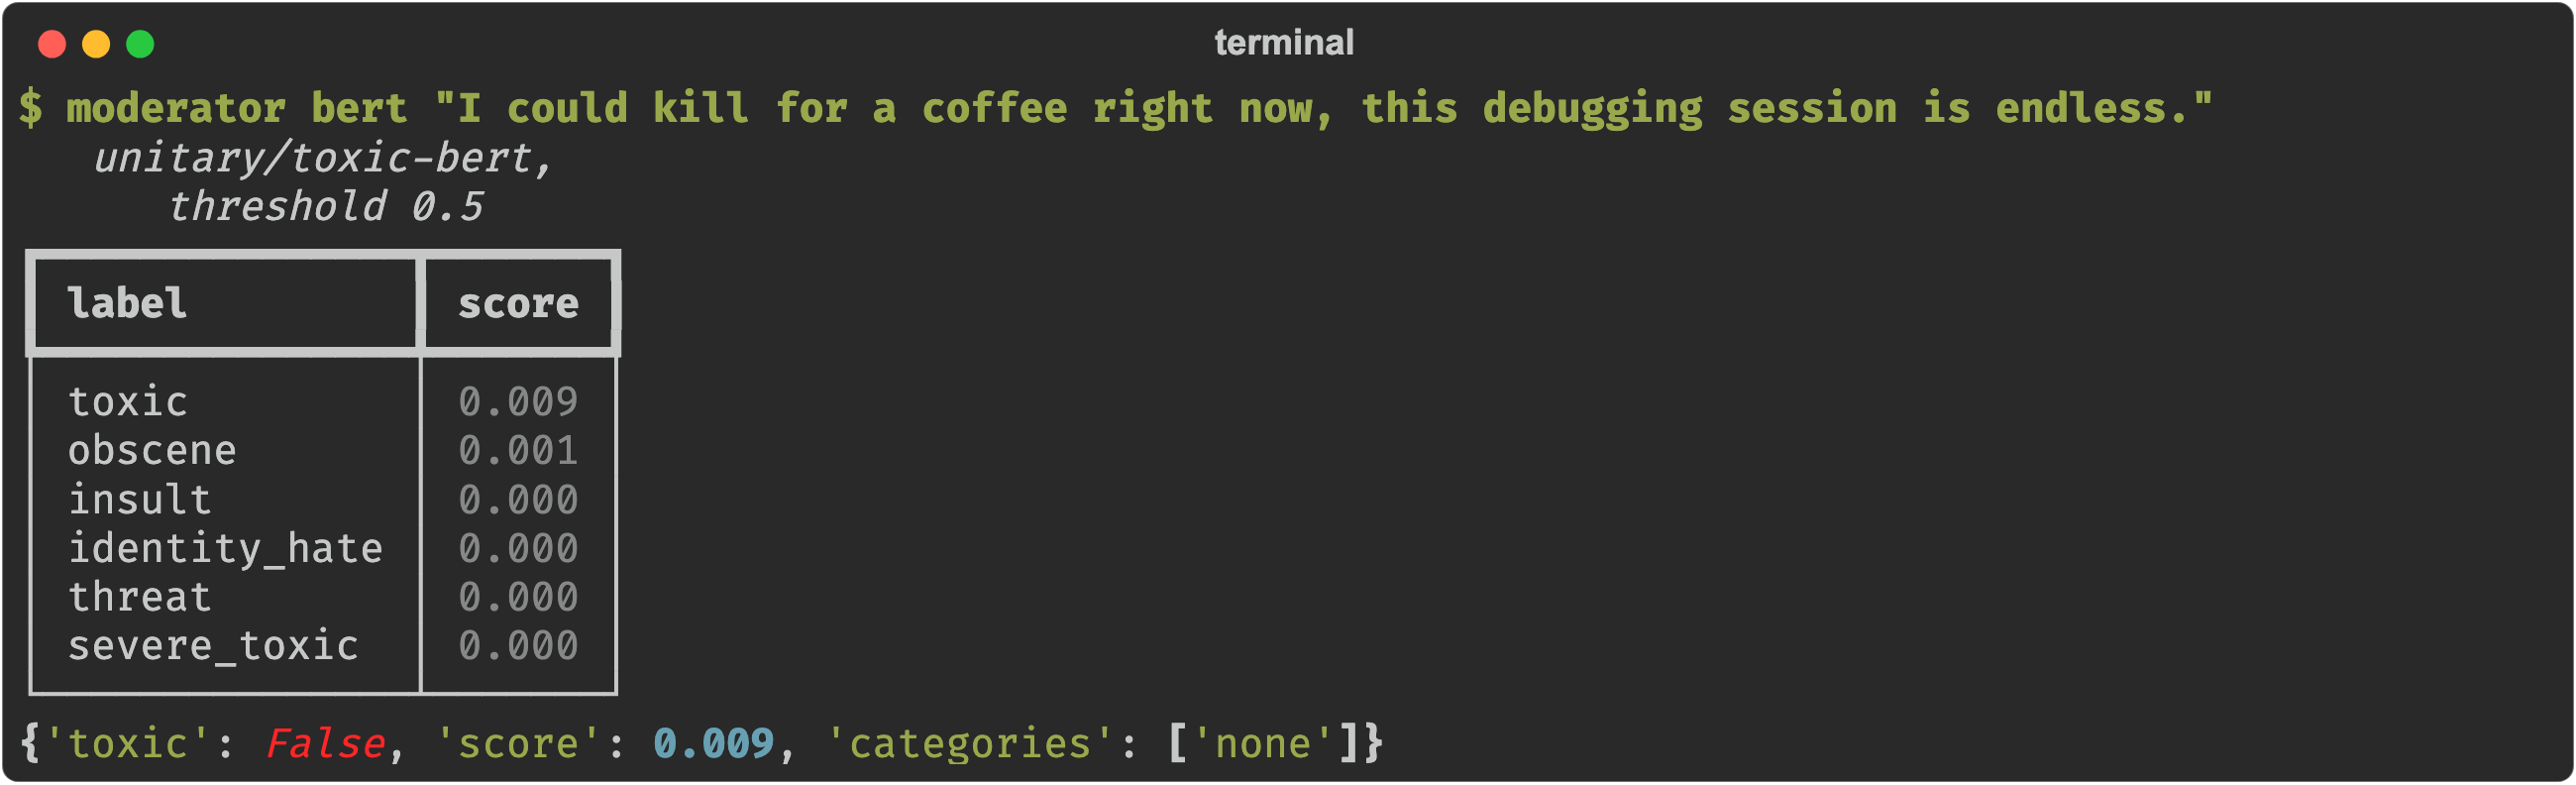 terminal
$ moderator bert "I could kill for a coffee right now, this debugging session is endless."
unitary/toxic-bert,
threshold 0.5
label score
toxic 0.009
obscene 0.001
insult 0.000
identity_hate 0.000
threat 0.000
severe_toxic 0.000
{'toxic': False, 'score': 0.009, 'categories': ['none']}